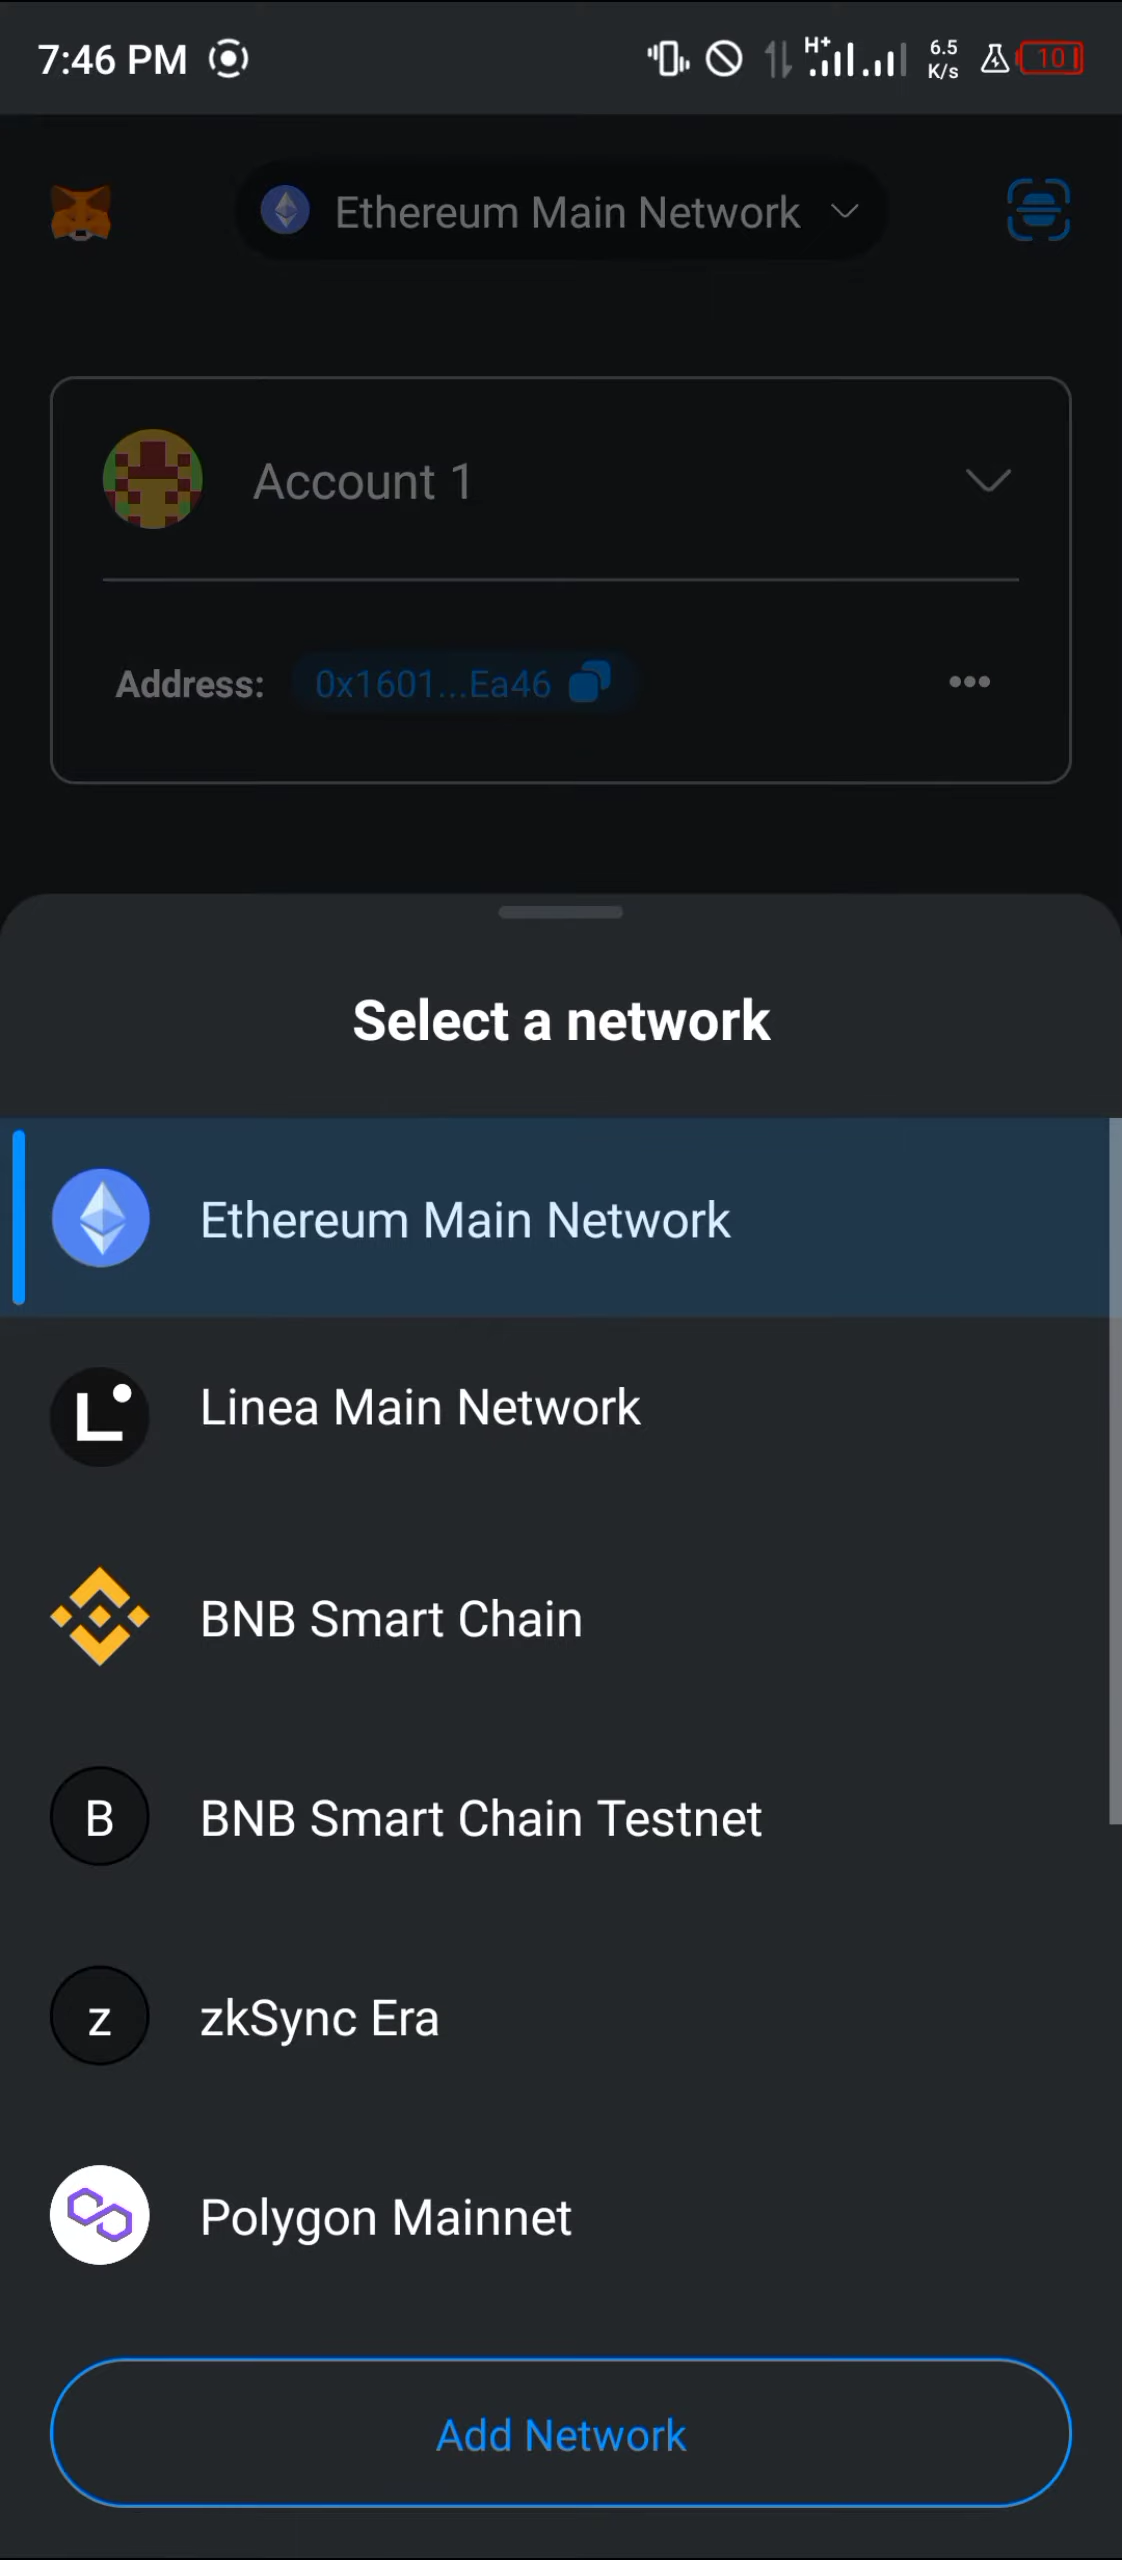 7:46 PM
H+
6.5
K/s
10
Ethereum Main Network
Account 1
Address: 0x1601...Ea46
Select a network
Ethereum Main Network
Linea Main Network
BNB Smart Chain
B
BNB Smart Chain Testnet
z
zkSync Era
Polygon Mainnet
Add Network